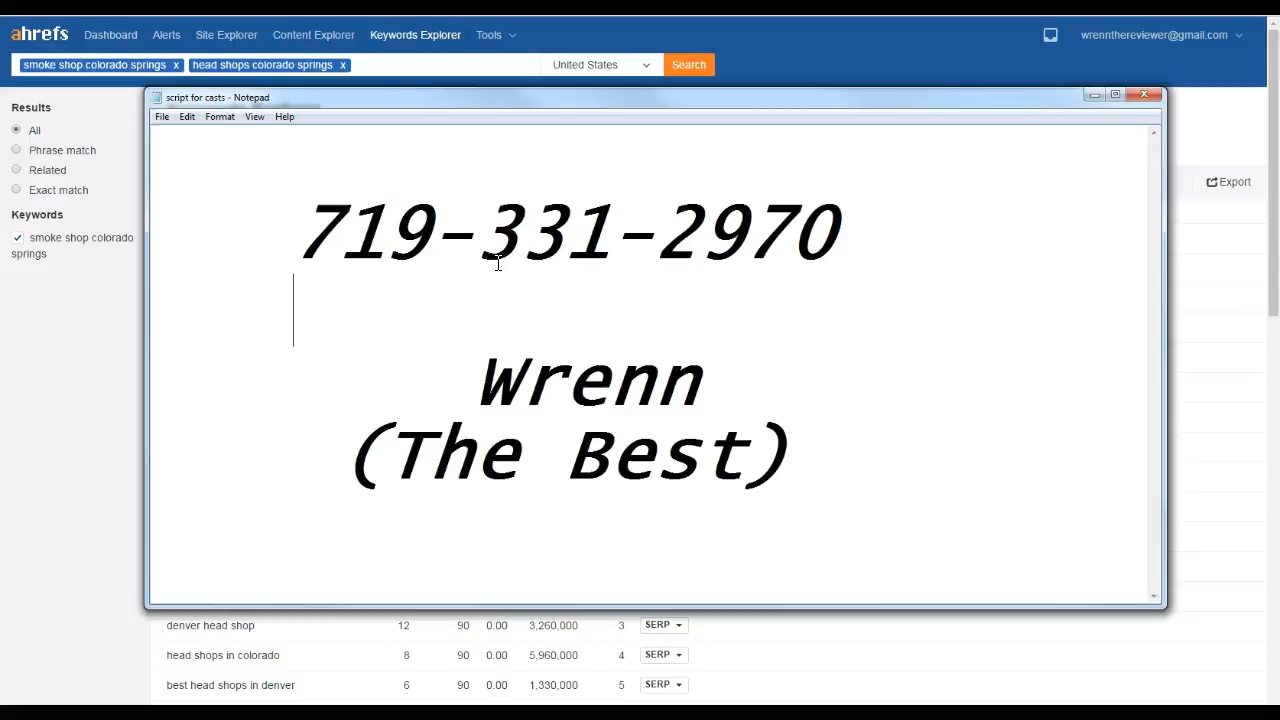 ahrefs Dashboard Alerts Site Explorer Content Explorer Keywords Explorer Tools wrennthereviewer@gmail.com
smoke shop colorado springs x head shops colorado springs x United States Search
Results
All
Phrase match
Related
Exact match
Keywords
smoke shop colorado
springs
Export
script for casts - Notepad
File Edit Format View Help
719-331-2970
Wrenn
(The Best)
denver head shop 12 90 0.00 3,260,000 3 SERP
head shops in colorado 8 90 0.00 5,960,000 4 SERP
best head shops in denver 6 90 0.00 1,330,000 5 SERP